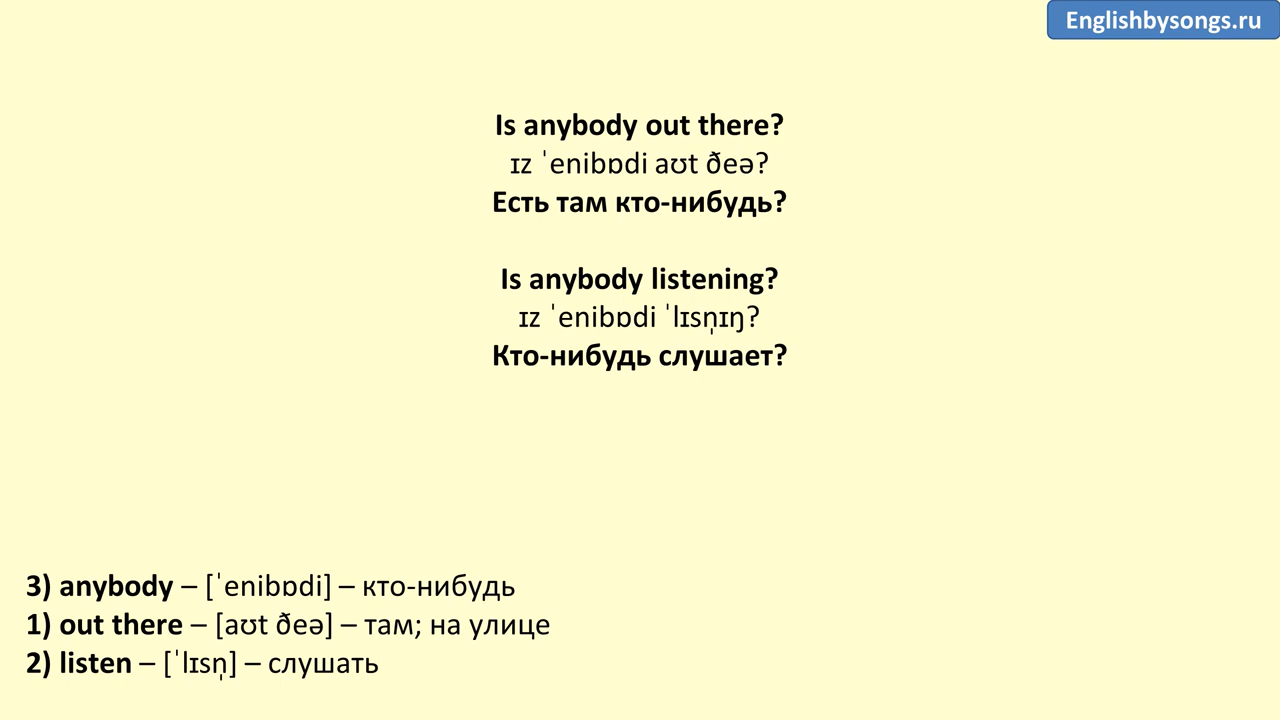 Englishbysongs.ru
Is anybody out there?
ɪz ˈenibɒdi aʊt ðeə?
Есть там кто-нибудь?
Is anybody listening?
ɪz ˈenibɒdi ˈlɪsn̩ɪŋ?
Кто-нибудь слушает?
3) anybody – [ˈenibɒdi] – кто-нибудь
1) out there – [aʊt ðeə] – там; на улице
2) listen – [ˈlɪsn̩] – слушать